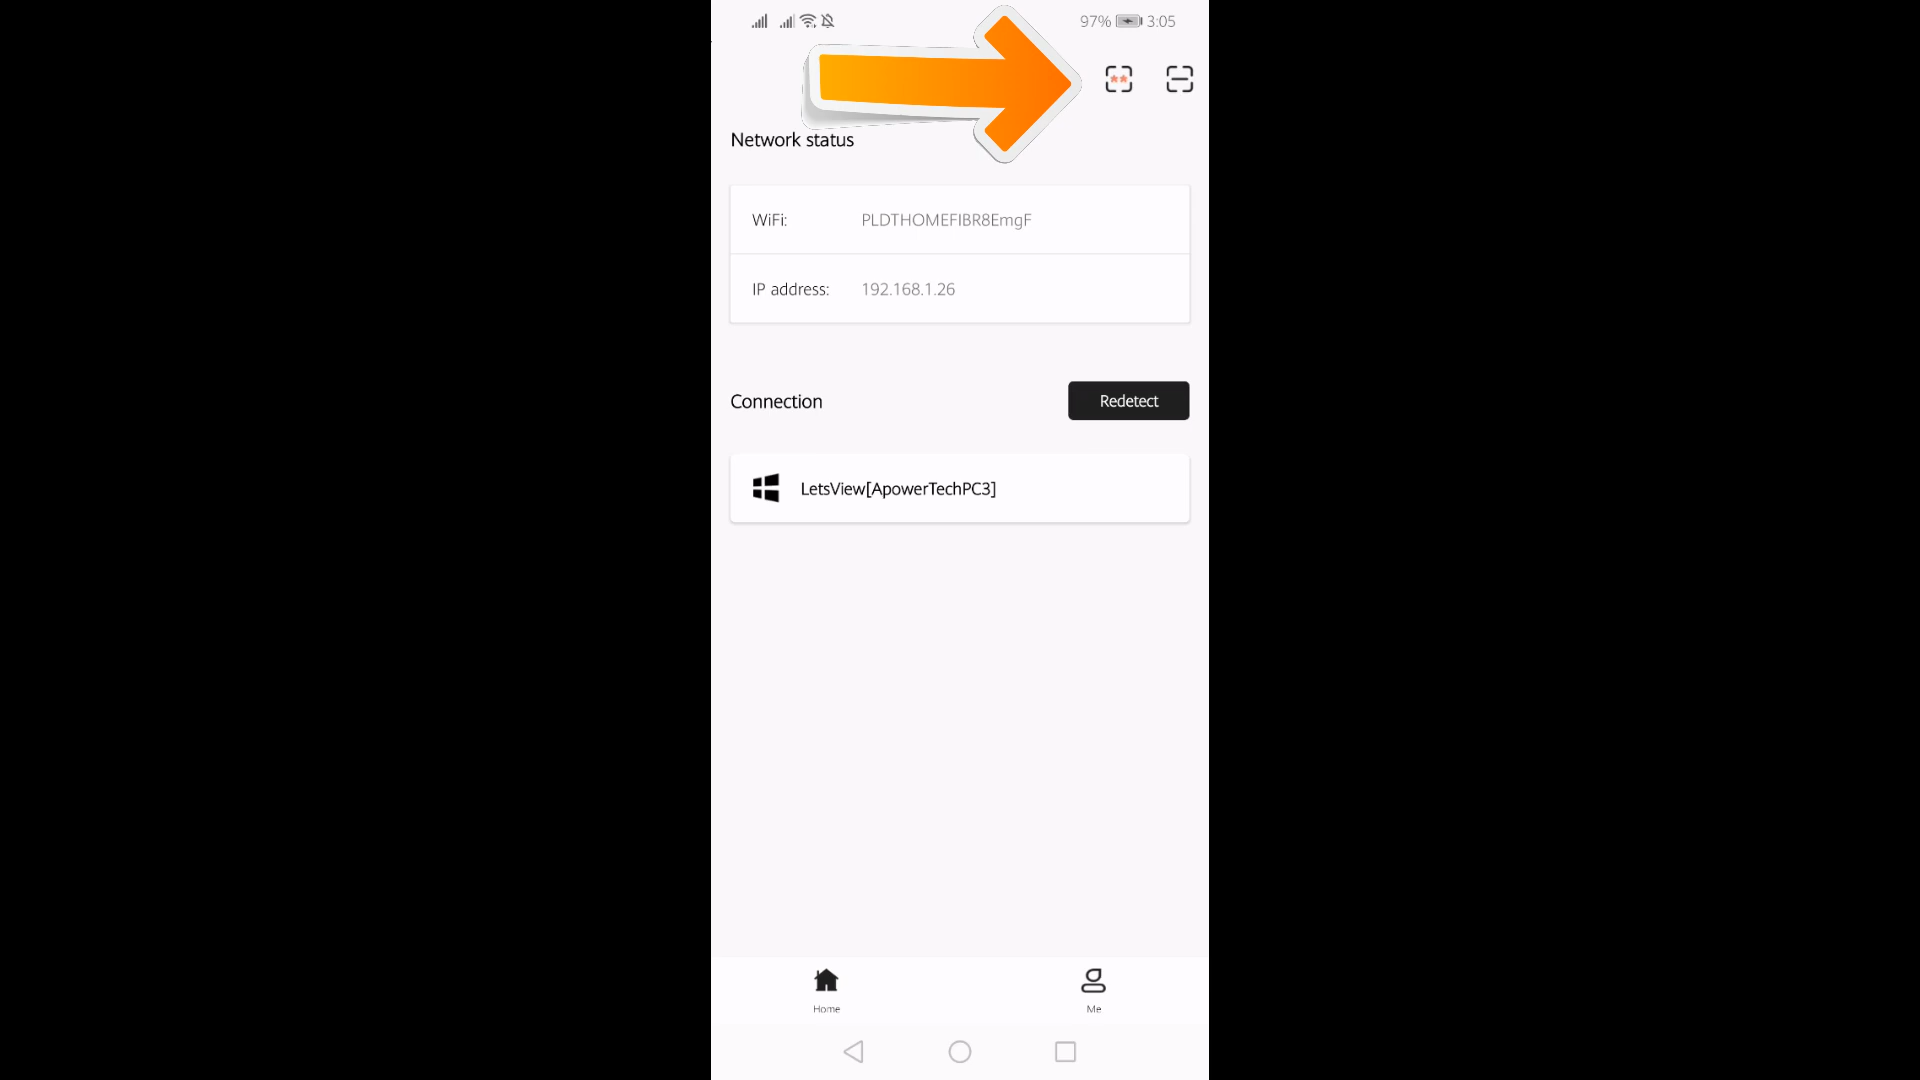 97% 3:05
**
Network status
WiFi: PLDTHOMEFIBR8EmgF
IP address: 192.168.1.26
Connection Redetect
LetsView[ApowerTechPC3]
Home Me